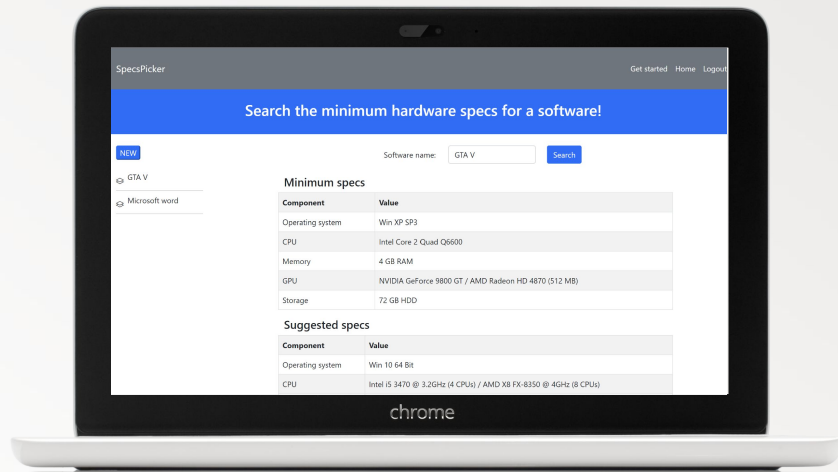 SpecsPicker
Get started Home Logout
Search the minimum hardware specs for a software!
NEW
Software name: GTA V Search
GTA V
Microsoft word
Minimum specs
Component Value
Operating system Win XP SP3
CPU Intel Core 2 Quad Q6600
Memory 4 GB RAM
GPU NVIDIA GeForce 9800 GT / AMD Radeon HD 4870 (512 MB)
Storage 72 GB HDD
Suggested specs
Component Value
Operating system Win 10 64 Bit
CPU Intel i5 3470 @ 3.2GHz (4 CPUs) / AMD X8 FX-8350 @ 4GHz (8 CPUs)
chrome